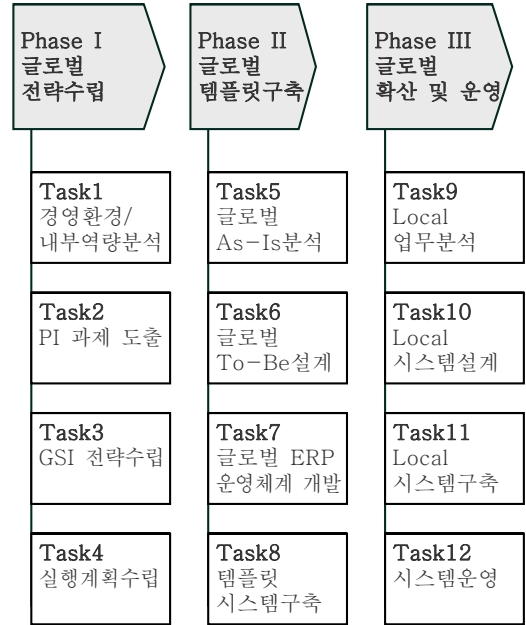 Phase I
글로벌
전략수립
Phase II
글로벌
템플릿구축
Phase III
글로벌
확산 및 운영
Task1
경영환경/
내부역량분석
Task2
PI 과제 도출
Task3
GSI 전략수립
Task4
실행계획수립
Task5
글로벌
As-Is분석
Task6
글로벌
To-Be설계
Task7
글로벌 ERP
운영체계 개발
Task8
템플릿
시스템구축
Task9
Local
업무분석
Task10
Local
시스템설계
Task11
Local
시스템구축
Task12
시스템운영